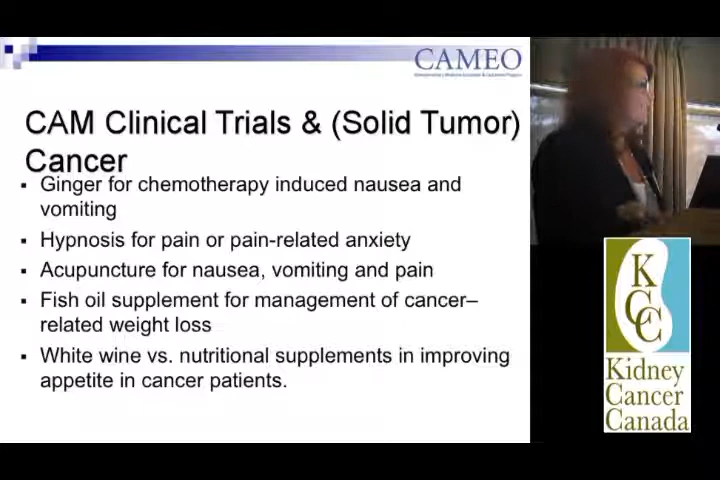 CAMEO
CAM Clinical Trials & (Solid Tumor)
Cancer
▪ Ginger for chemotherapy induced nausea and
vomiting
▪ Hypnosis for pain or pain-related anxiety
▪ Acupuncture for nausea, vomiting and pain
▪ Fish oil supplement for management of cancer–
related weight loss
▪ White wine vs. nutritional supplements in improving
appetite in cancer patients.
KCC
Kidney
Cancer
Canada